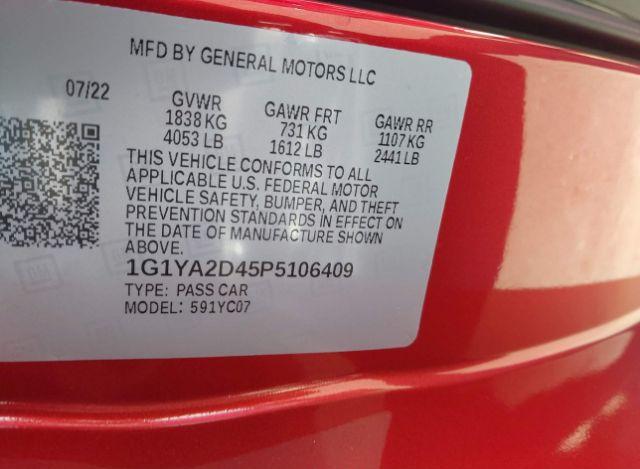 MFD BY GENERAL MOTORS LLC
07/22
GVWR GAWR FRT GAWR RR
1838 KG 731 KG 1107 KG
4053 LB 1612 LB 2441 LB
THIS VEHICLE CONFORMS TO ALL
APPLICABLE U.S. FEDERAL MOTOR
VEHICLE SAFETY, BUMPER, AND THEFT
PREVENTION STANDARDS IN EFFECT ON
THE DATE OF MANUFACTURE SHOWN
ABOVE.
1G1YA2D45P5106409
TYPE: PASS CAR
MODEL: 591YC07